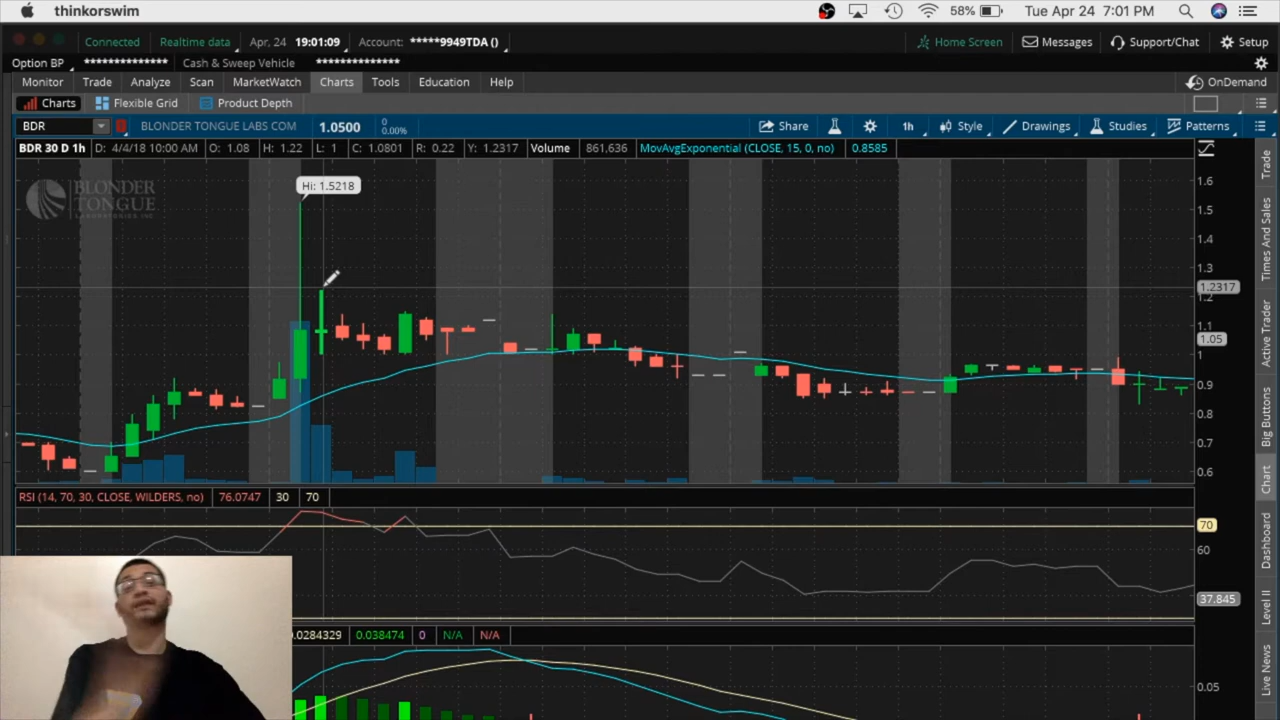 thinkorswim 58% Tue Apr 24 7:01 PM
Connected Realtime data Apr, 24 19:01:09 Account: *****9949TDA () Home Screen Messages Support/Chat Setup
Option BP ************** Cash & Sweep Vehicle **************
Monitor Trade Analyze Scan MarketWatch Charts Tools Education Help OnDemand
Charts Flexible Grid Product Depth
BDR BLONDER TONGUE LABS COM 1.0500 0 0.00% Share 1h Style Drawings Studies Patterns
BDR 30 D 1h D: 4/4/18 10:00 AM O: 1.08 H: 1.22 L: 1 C: 1.0801 R: 0.22 Y: 1.2317 Volume 861,636 MovAvgExponential (CLOSE, 15, 0, no) 0.8585
BLONDER
TONGUE
LABORATORIES INC
Hi: 1.5218
1.6
1.5
1.4
1.3
1.2317
1.2
1.1
1.05
0.9
0.8
0.7
0.6
RSI (14, 70, 30, CLOSE, WILDERS, no) 76.0747 30 70
70
60
37.845
0.0284329 0.038474 0 N/A N/A
0.05
Trade
Times And Sales
Active Trader
Big Buttons
Chart
Dashboard
Level II
Live News